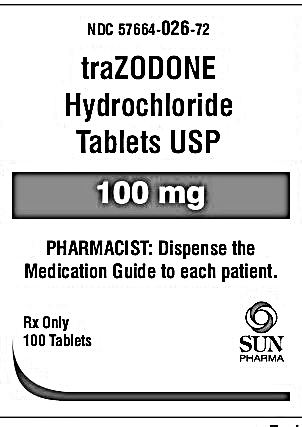 NDC 57664-026-72
traZODONE
Hydrochloride
Tablets USP
100 mg
PHARMACIST: Dispense the
Medication Guide to each patient.
Rx Only
100 Tablets
SUN
PHARMA